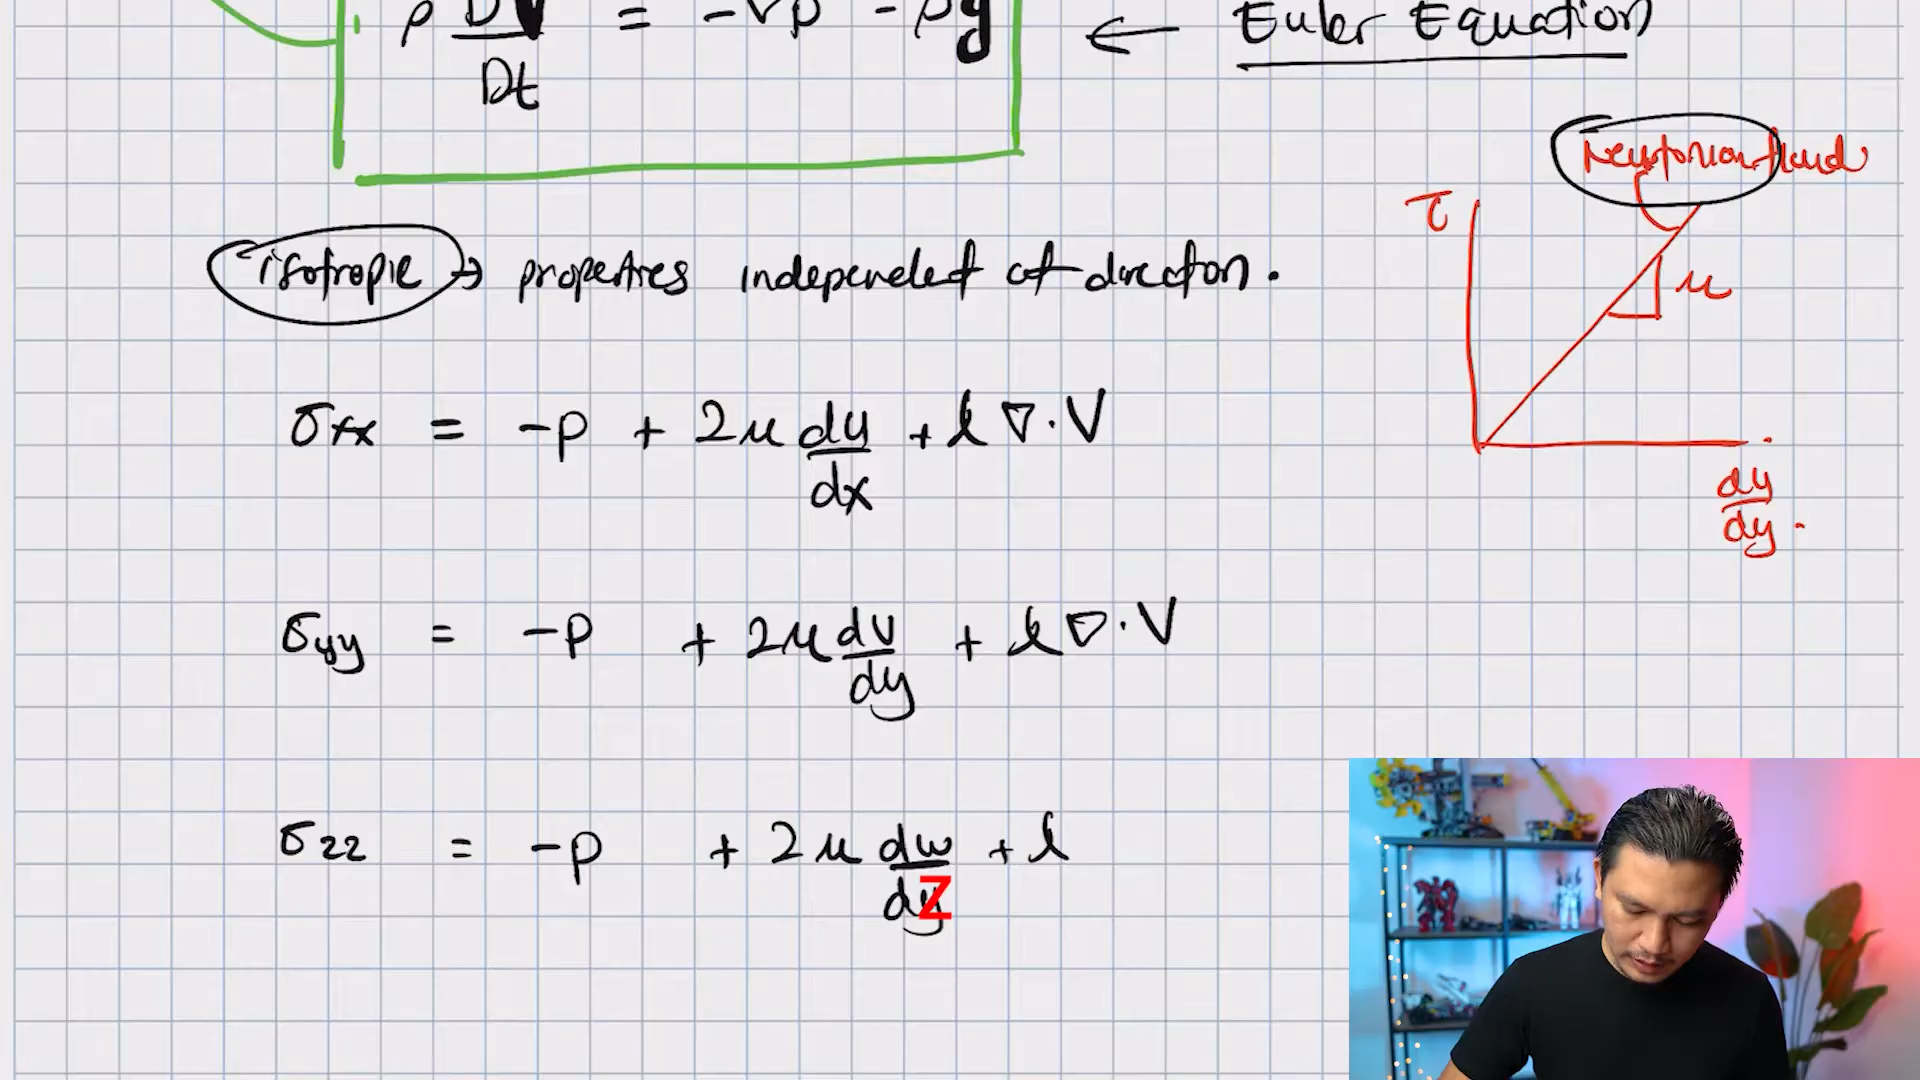 ρ DV/Dt = -∇p - ρg ← Euler Equation
Newtonian fluid
τ
isotropic → properties independet of direction.
μ
σxx = -p + 2μ du/dx + λ ∇·V
du/dy
σyy = -p + 2μ dv/dy + λ ∇·V
σzz = -p + 2μ dw/dz + λ